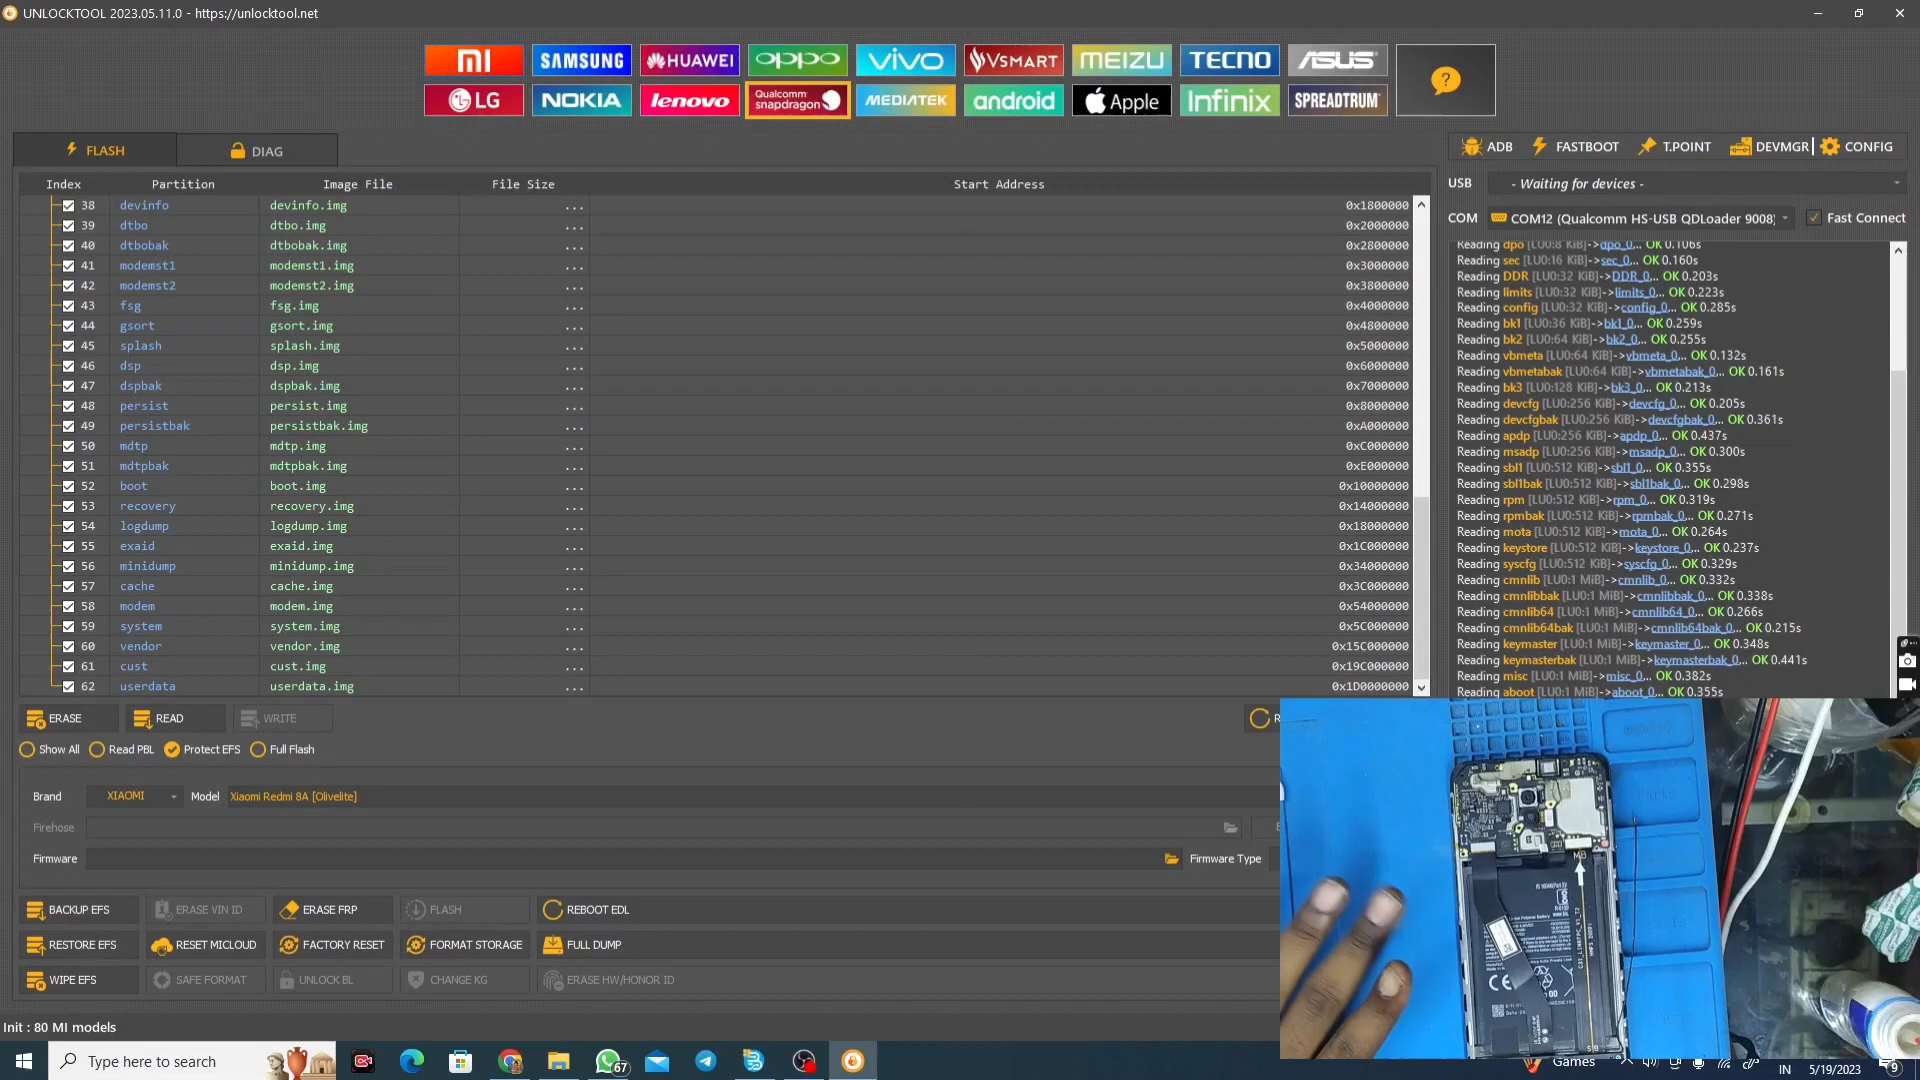 UNLOCKTOOL 2023.05.11.0 - https://unlocktool.net
MI SAMSUNG HUAWEI oppo vivo VSMART MEIZU TECNO ASUS ?
LG NOKIA lenovo Qualcomm snapdragon MEDIATEK android Apple Infinix SPREADTRUM
FLASH DIAG
ADB FASTBOOT T.POINT DEVMGR CONFIG
USB - Waiting for devices -
COM COM12 (Qualcomm HS-USB QDLoader 9008) Fast Connect
Index Partition Image File File Size Start Address
38 devinfo devinfo.img ... 0x1800000
39 dtbo dtbo.img ... 0x2000000
40 dtbobak dtbobak.img ... 0x2800000
41 modemst1 modemst1.img ... 0x3000000
42 modemst2 modemst2.img ... 0x3800000
43 fsg fsg.img ... 0x4000000
44 gsort gsort.img ... 0x4800000
45 splash splash.img ... 0x5000000
46 dsp dsp.img ... 0x6000000
47 dspbak dspbak.img ... 0x7000000
48 persist persist.img ... 0x8000000
49 persistbak persistbak.img ... 0xA000000
50 mdtp mdtp.img ... 0xC000000
51 mdtpbak mdtpbak.img ... 0xE000000
52 boot boot.img ... 0x10000000
53 recovery recovery.img ... 0x14000000
54 logdump logdump.img ... 0x18000000
55 exaid exaid.img ... 0x1C000000
56 minidump minidump.img ... 0x34000000
57 cache cache.img ... 0x3C000000
58 modem modem.img ... 0x54000000
59 system system.img ... 0x5C000000
60 vendor vendor.img ... 0x15C000000
61 cust cust.img ... 0x19C000000
62 userdata userdata.img ... 0x1D0000000
Reading dpo [LU0:8 KiB]->dpo_0... OK 0.106s
Reading sec [LU0:16 KiB]->sec_0... OK 0.160s
Reading DDR [LU0:32 KiB]->DDR_0... OK 0.203s
Reading limits [LU0:32 KiB]->limits_0... OK 0.223s
Reading config [LU0:32 KiB]->config_0... OK 0.285s
Reading bk1 [LU0:36 KiB]->bk1_0... OK 0.259s
Reading bk2 [LU0:64 KiB]->bk2_0... OK 0.255s
Reading vbmeta [LU0:64 KiB]->vbmeta_0... OK 0.132s
Reading vbmetabak [LU0:64 KiB]->vbmetabak_0... OK 0.161s
Reading bk3 [LU0:128 KiB]->bk3_0... OK 0.213s
Reading devcfg [LU0:256 KiB]->devcfg_0... OK 0.205s
Reading devcfgbak [LU0:256 KiB]->devcfgbak_0... OK 0.361s
Reading apdp [LU0:256 KiB]->apdp_0... OK 0.437s
Reading msadp [LU0:256 KiB]->msadp_0... OK 0.300s
Reading sbl1 [LU0:512 KiB]->sbl1_0... OK 0.355s
Reading sbl1bak [LU0:512 KiB]->sbl1bak_0... OK 0.298s
Reading rpm [LU0:512 KiB]->rpm_0... OK 0.319s
Reading rpmbak [LU0:512 KiB]->rpmbak_0... OK 0.271s
Reading mota [LU0:512 KiB]->mota_0... OK 0.264s
Reading keystore [LU0:512 KiB]->keystore_0... OK 0.237s
Reading syscfg [LU0:512 KiB]->syscfg_0... OK 0.329s
Reading cmnlib [LU0:1 MiB]->cmnlib_0... OK 0.332s
Reading cmnlibbak [LU0:1 MiB]->cmnlibbak_0... OK 0.338s
Reading cmnlib64 [LU0:1 MiB]->cmnlib64_0... OK 0.266s
Reading cmnlib64bak [LU0:1 MiB]->cmnlib64bak_0... OK 0.215s
Reading keymaster [LU0:1 MiB]->keymaster_0... OK 0.348s
Reading keymasterbak [LU0:1 MiB]->keymasterbak_0... OK 0.441s
Reading misc [LU0:1 MiB]->misc_0... OK 0.382s
Reading aboot [LU0:1 MiB]->aboot_0... OK 0.355s
ERASE READ WRITE R
Show All Read PBL Protect EFS Full Flash
Brand XIAOMI Model Xiaomi Redmi 8A [Olivelite]
Firehose
Firmware Firmware Type
BACKUP EFS ERASE VIN ID ERASE FRP FLASH REBOOT EDL
RESTORE EFS RESET MICLOUD FACTORY RESET FORMAT STORAGE FULL DUMP
WIPE EFS SAFE FORMAT UNLOCK BL CHANGE KG ERASE HW/HONOR ID
Init : 80 MI models
MB
Type here to search 67 Games IN 5/19/2023 9